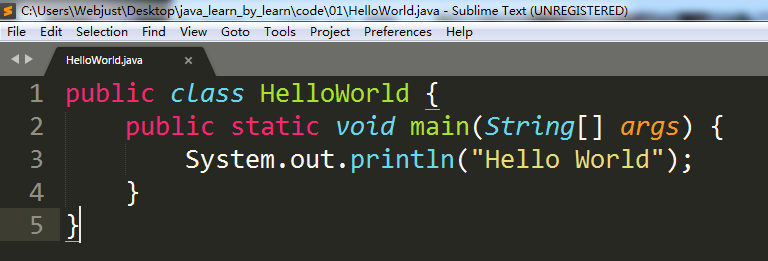 C:\Users\Webjust\Desktop\java_learn_by_learn\code\01\HelloWorld.java - Sublime Text (UNREGISTERED)
File Edit Selection Find View Goto Tools Project Preferences Help
HelloWorld.java ×
1 public class HelloWorld {
2     public static void main(String[] args) {
3         System.out.println("Hello World");
4     }
5 }